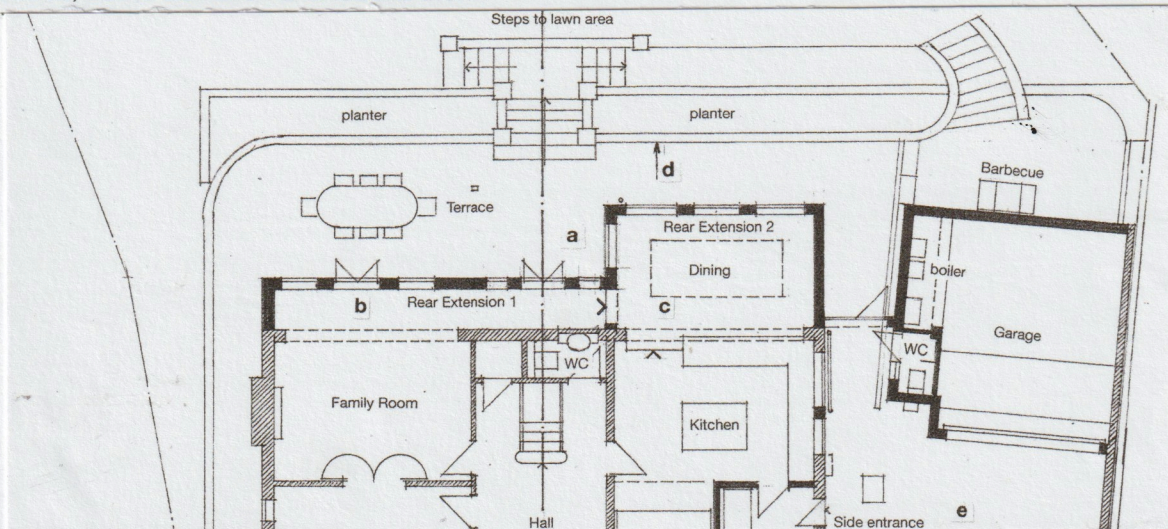 Steps to lawn area
planter
planter
d
Barbecue
Terrace
a
Rear Extension 2
Dining
boiler
b
Rear Extension 1
c
Garage
WC
WC
Family Room
Kitchen
Hall
Side entrance
e